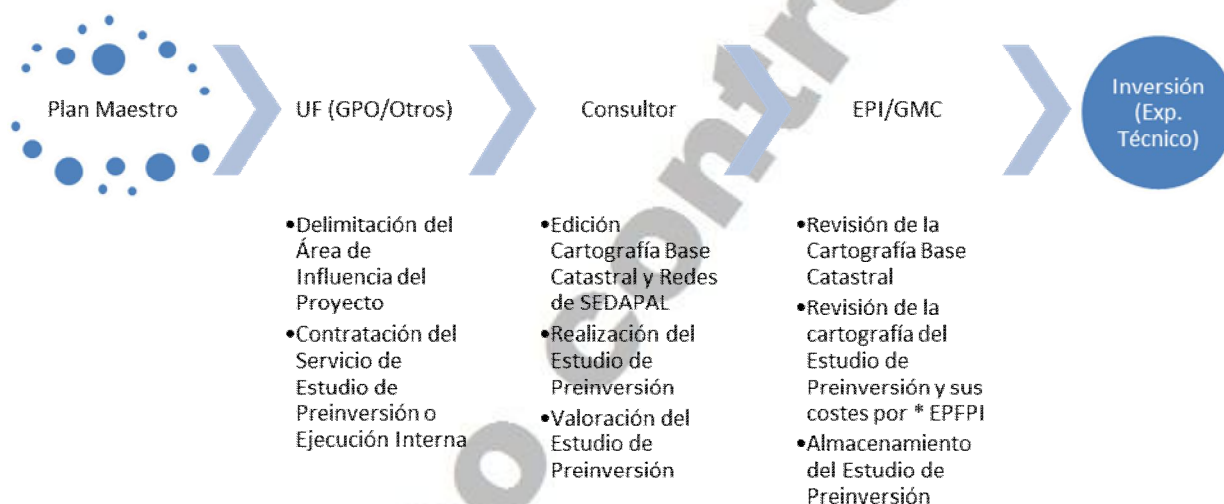 Plan Maestro
UF (GPO/Otros)
Consultor
EPI/GMC
Inversión
(Exp.
Técnico)
•Delimitación del
Área de
Influencia del
Proyecto
•Contratación del
Servicio de
Estudio de
Preinversión o
Ejecución Interna
•Edición
Cartografía Base
Catastral y Redes
de SEDAPAL
•Realización del
Estudio de
Preinversión
•Valoración del
Estudio de
Preinversión
•Revisión de la
Cartografía Base
Catastral
•Revisión de la
cartografía del
Estudio de
Preinversión y sus
costes por * EPFPI
•Almacenamiento
del Estudio de
Preinversión
o contro